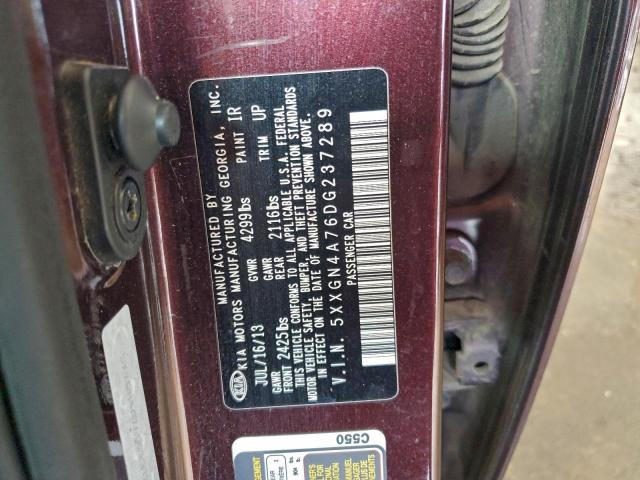 MANUFACTURED BY
KIA MOTORS MANUFACTURING GEORGIA, INC.
KIA
JUL/16/13 GVWR 4299lbs PAINT IR
GAWR FRONT 2425lbs GAWR REAR 2116lbs TRIM UP
THIS VEHICLE CONFORMS TO ALL APPLICABLE U.S.A. FEDERAL
MOTOR VEHICLE SAFETY, BUMPER, AND THEFT PREVENTION STANDARDS
IN EFFECT ON THE DATE OF MANUFACTURE SHOWN ABOVE.
V.I.N. 5XXGN4A76DG237289
PASSENGER CAR
C550
MANUEL